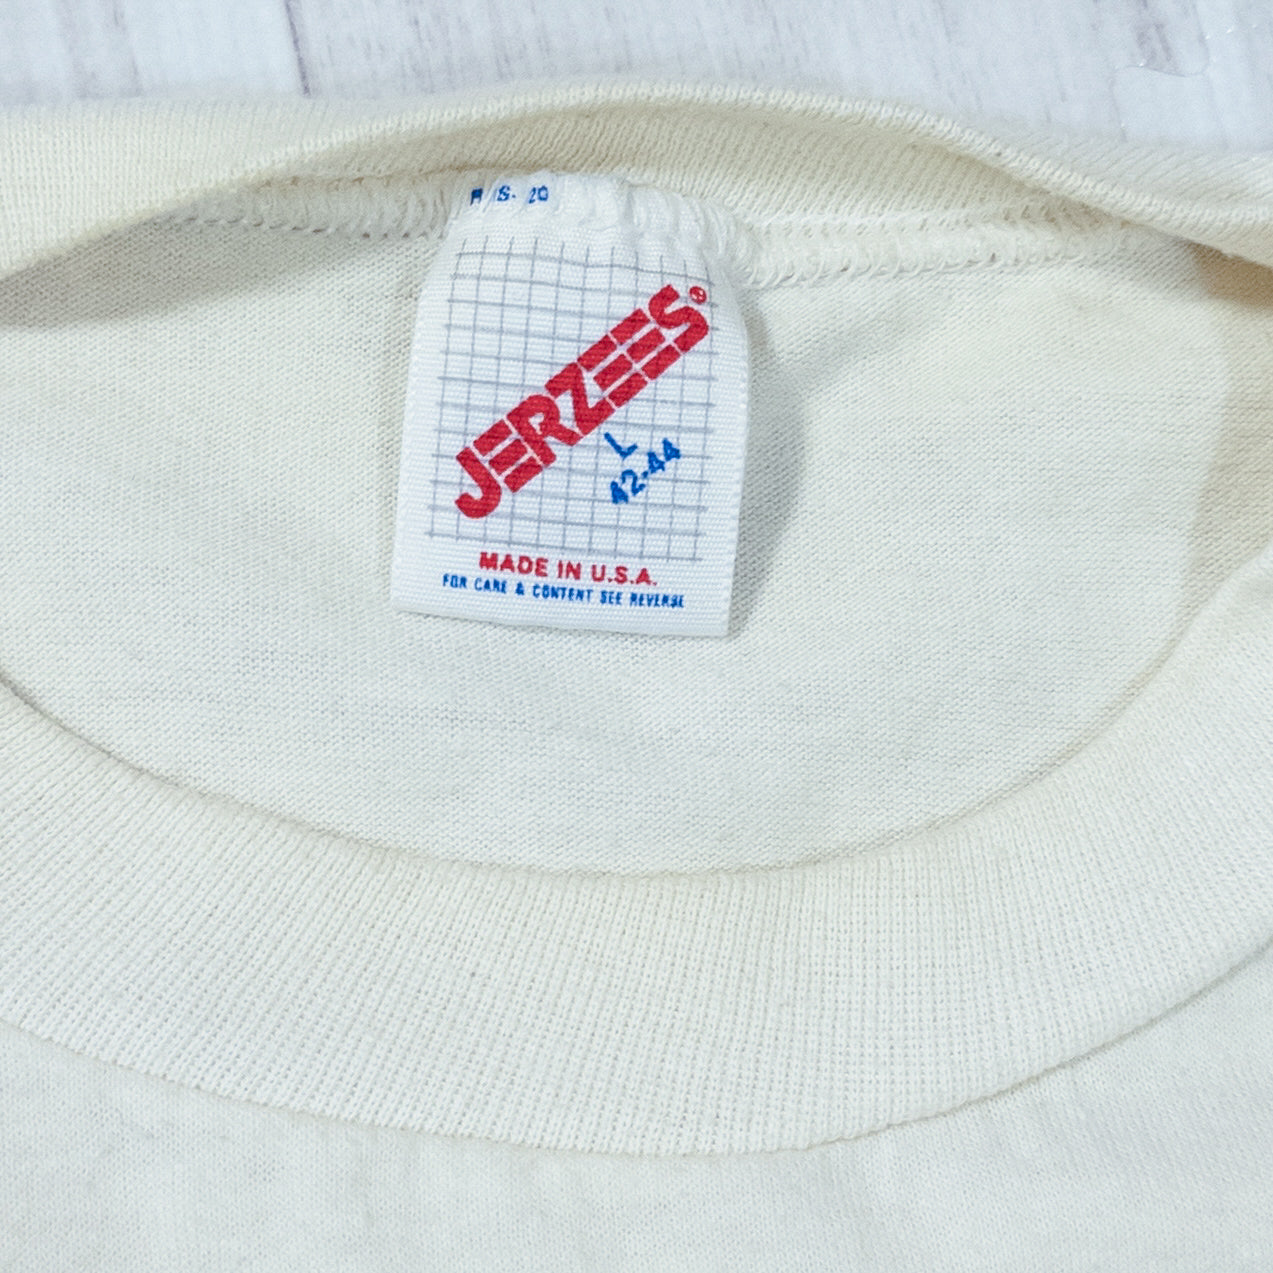 JERZEES®
L
42-44
MADE IN U.S.A.
FOR CARE & CONTENT SEE REVERSE